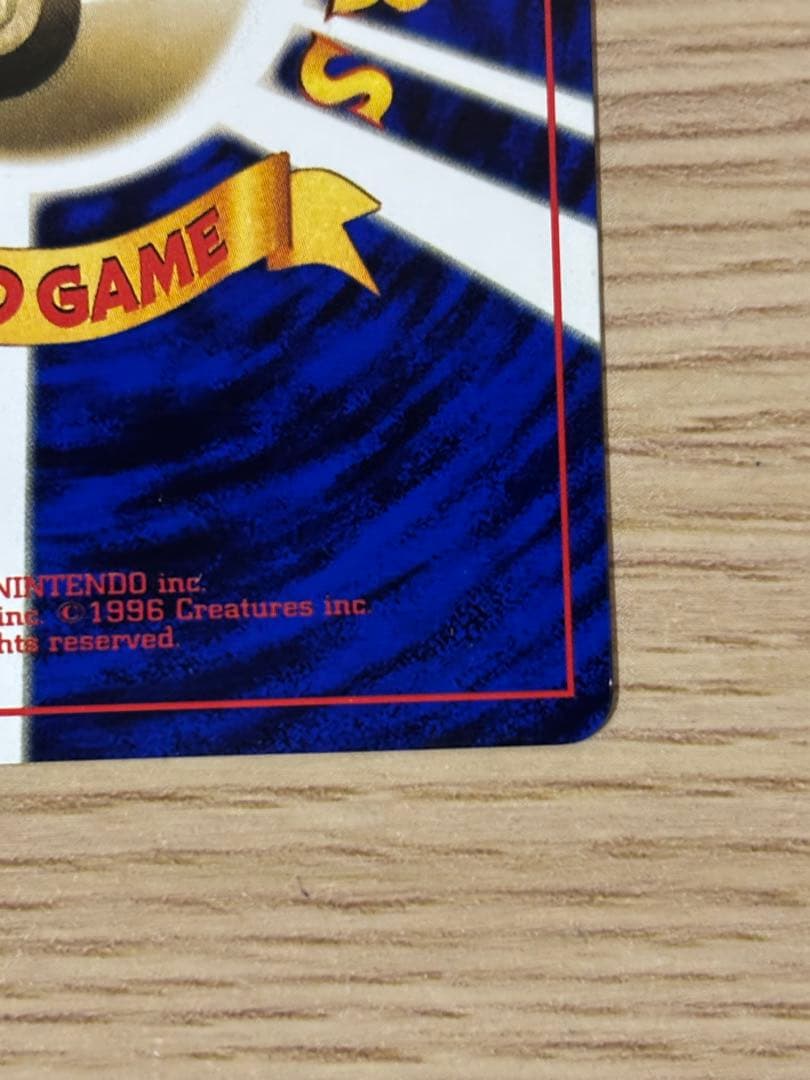 S
GAME
NINTENDO inc.
inc. ©1996 Creatures inc.
hts reserved.